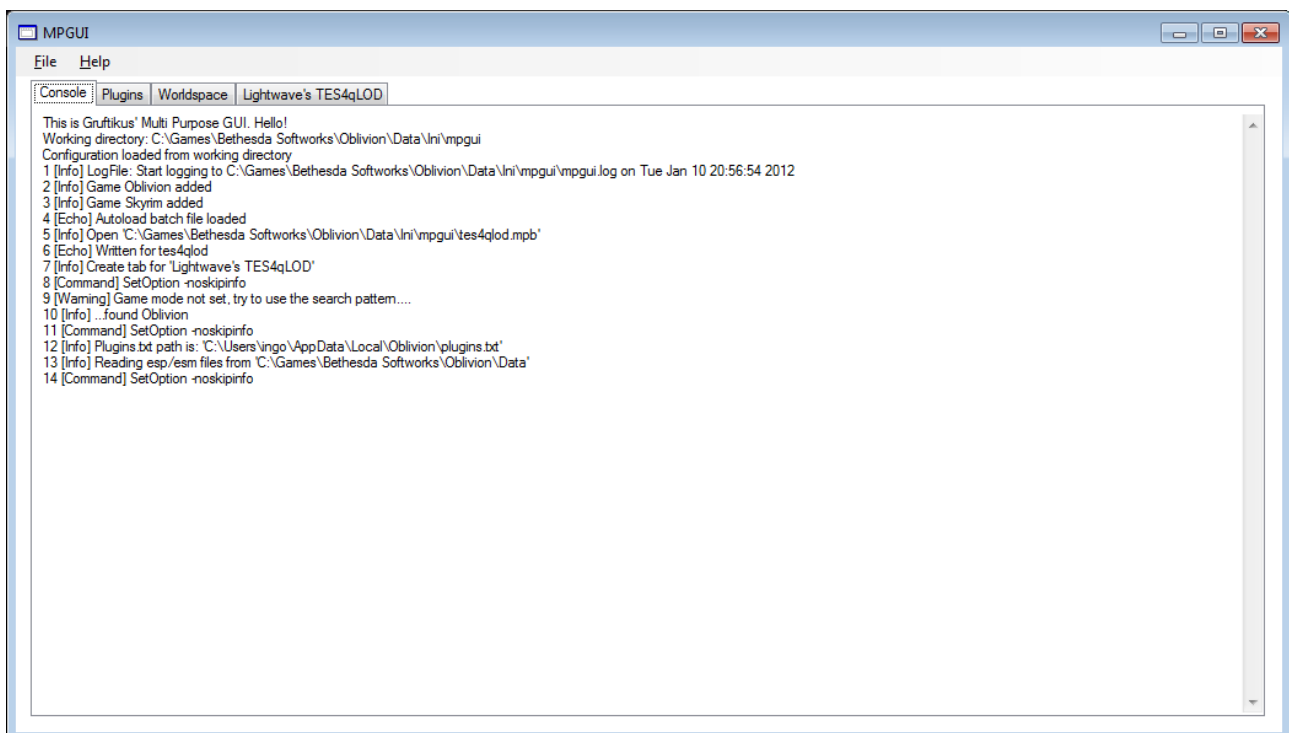 MPGUI
File Help
Console Plugins Worldspace Lightwave's TES4qLOD
This is Gruftikus' Multi Purpose GUI. Hello!
Working directory: C:\Games\Bethesda Softworks\Oblivion\Data\Ini\mpgui
Configuration loaded from working directory
1 [Info] LogFile: Start logging to C:\Games\Bethesda Softworks\Oblivion\Data\Ini\mpgui\mpgui.log on Tue Jan 10 20:56:54 2012
2 [Info] Game Oblivion added
3 [Info] Game Skyrim added
4 [Echo] Autoload batch file loaded
5 [Info] Open 'C:\Games\Bethesda Softworks\Oblivion\Data\Ini\mpgui\tes4qlod.mpb'
6 [Echo] Written for tes4qlod
7 [Info] Create tab for 'Lightwave's TES4qLOD'
8 [Command] SetOption -noskipinfo
9 [Warning] Game mode not set, try to use the search pattern....
10 [Info] ...found Oblivion
11 [Command] SetOption -noskipinfo
12 [Info] Plugins.txt path is: 'C:\Users\ingo\AppData\Local\Oblivion\plugins.txt'
13 [Info] Reading esp/esm files from 'C:\Games\Bethesda Softworks\Oblivion\Data'
14 [Command] SetOption -noskipinfo